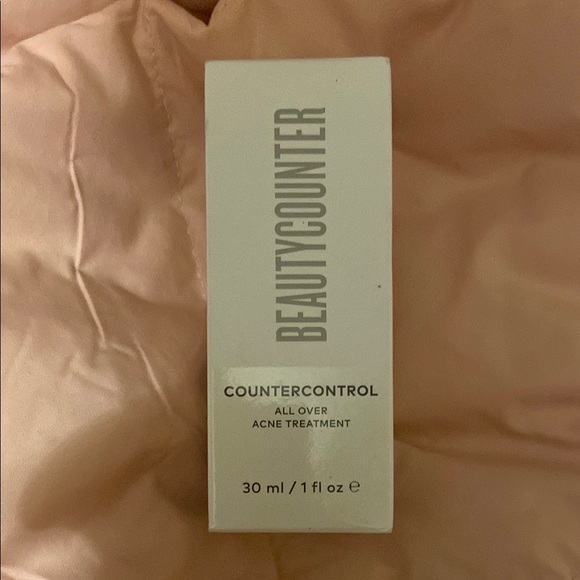 BEAUTYCOUNTER
COUNTERCONTROL
ALL OVER
ACNE TREATMENT
30 ml / 1 fl oz ℮